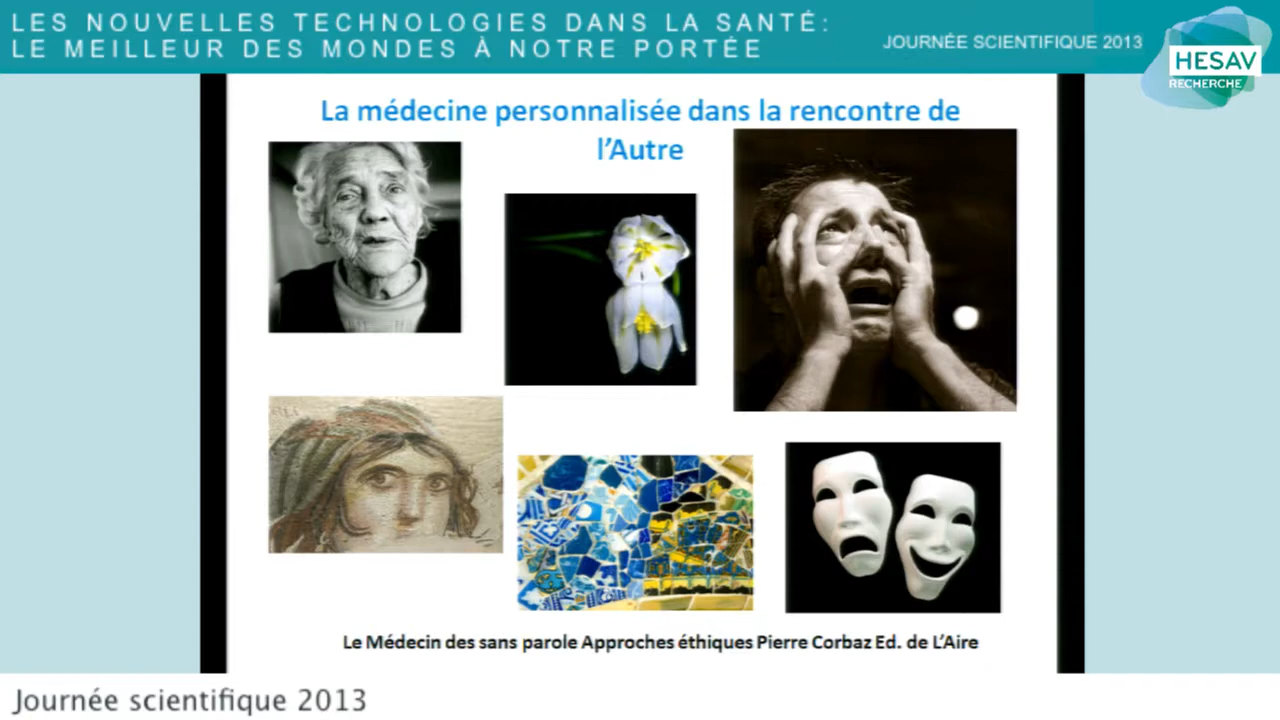 LES NOUVELLES TECHNOLOGIES DANS LA SANTÉ:
LE MEILLEUR DES MONDES À NOTRE PORTÉE
JOURNÉE SCIENTIFIQUE 2013
HESAV
RECHERCHE
La médecine personnalisée dans la rencontre de
l'Autre
Le Médecin des sans parole Approches éthiques Pierre Corbaz Ed. de L'Aire
Journée scientifique 2013